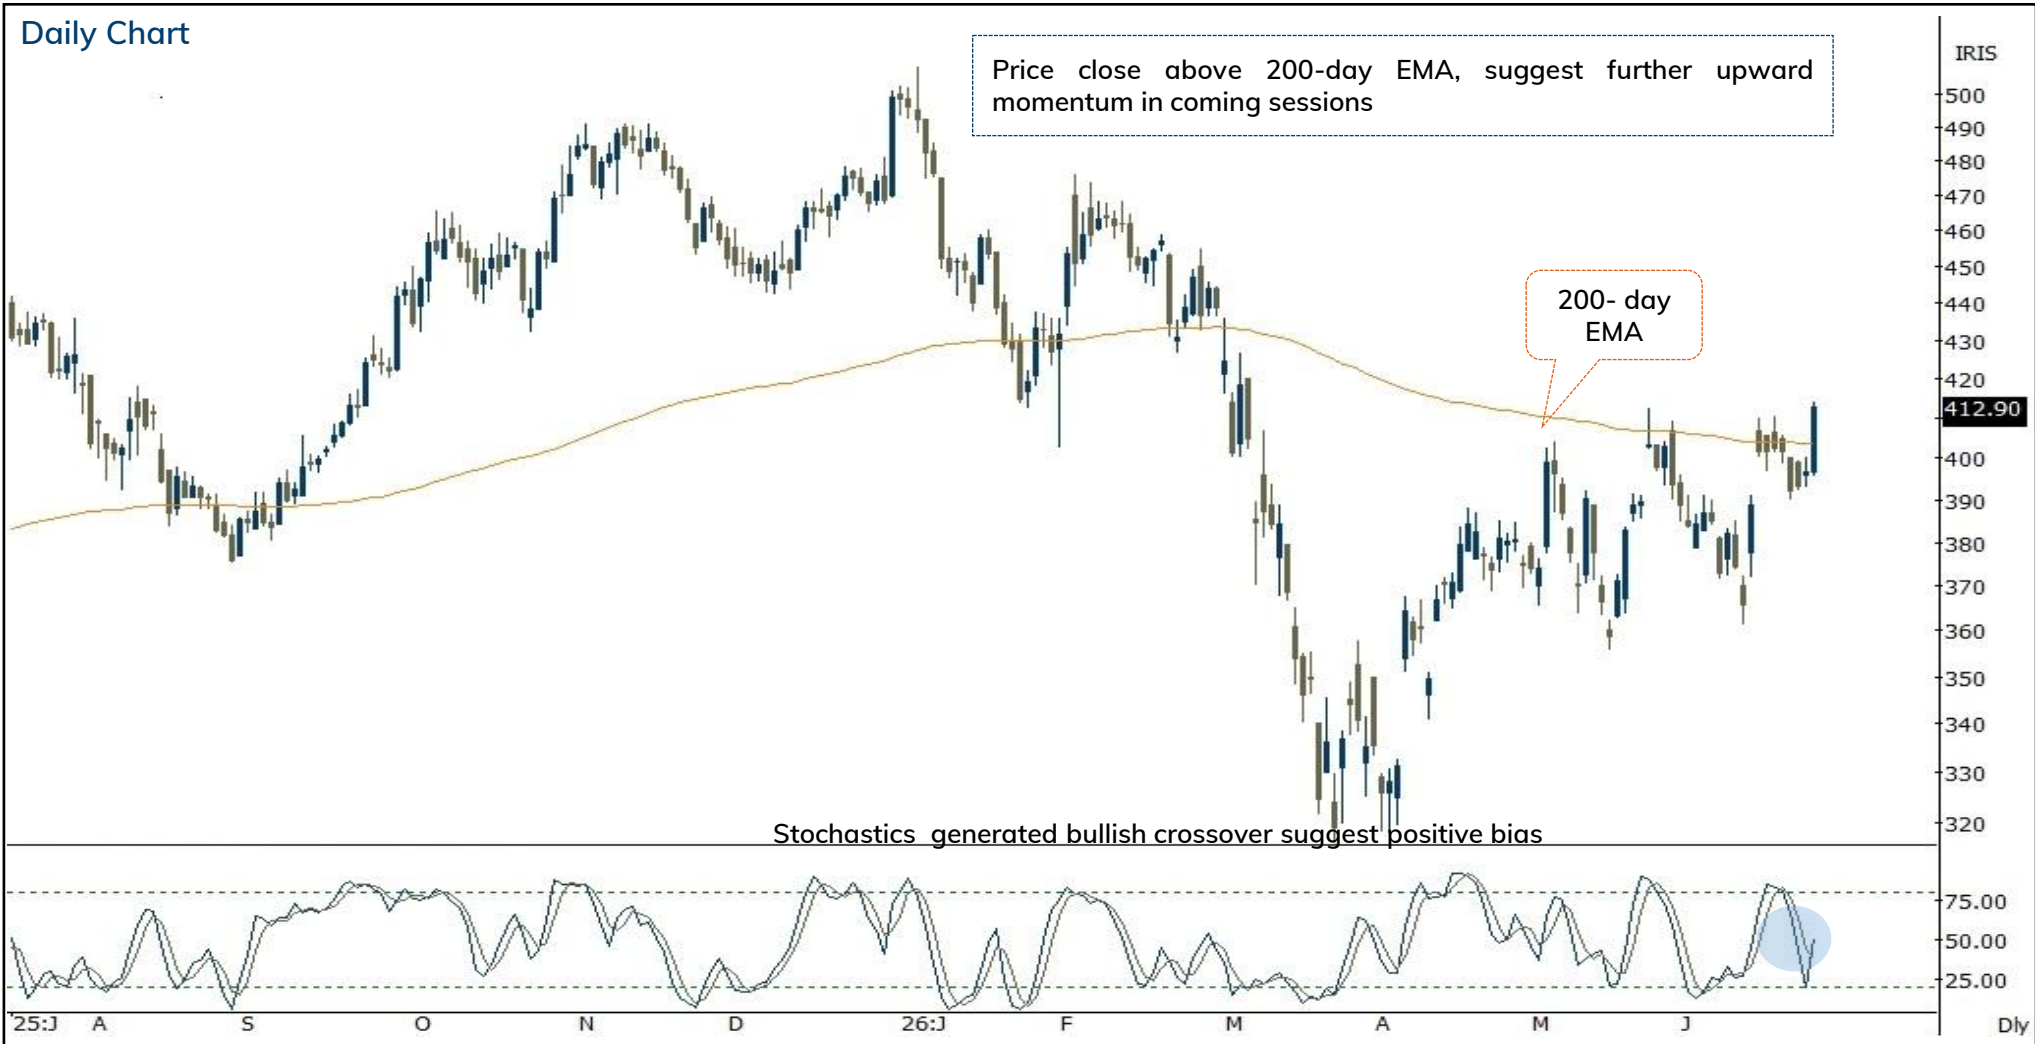 Daily Chart
Price close above 200-day EMA, suggest further upward
momentum in coming sessions
IRIS
500
490
480
470
460
450
440
430
420
412.90
400
390
380
370
360
350
340
330
320
200- day
EMA
Stochastics generated bullish crossover suggest positive bias
75.00
50.00
25.00
'25:J A S O N D 26:J F M A M J Dly